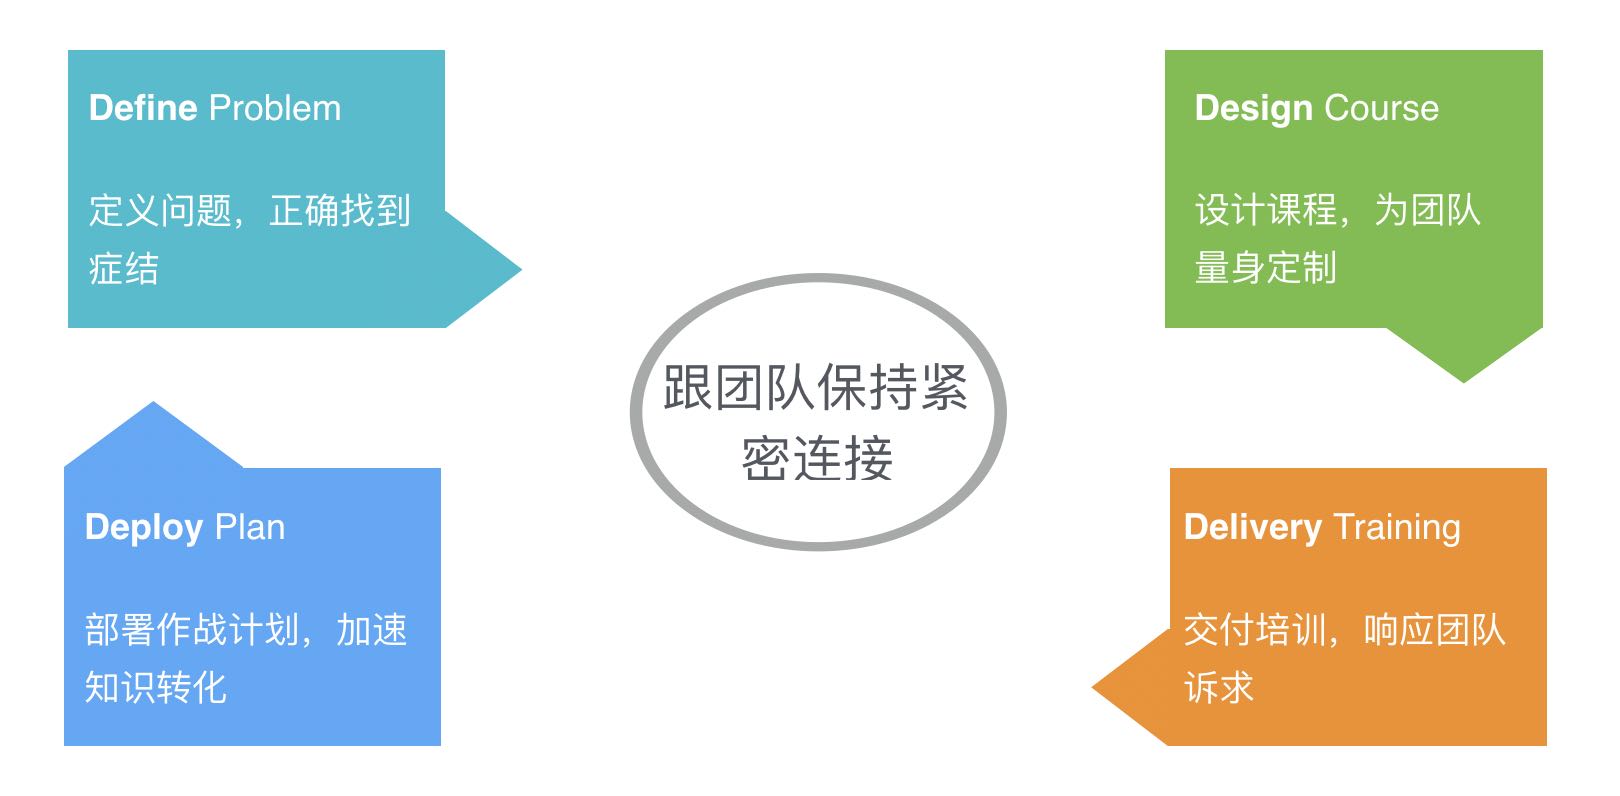 Define Problem
定义问题，正确找到
症结
Design Course
设计课程，为团队
量身定制
跟团队保持紧
密连接
Deploy Plan
部署作战计划，加速
知识转化
Delivery Training
交付培训，响应团队
诉求